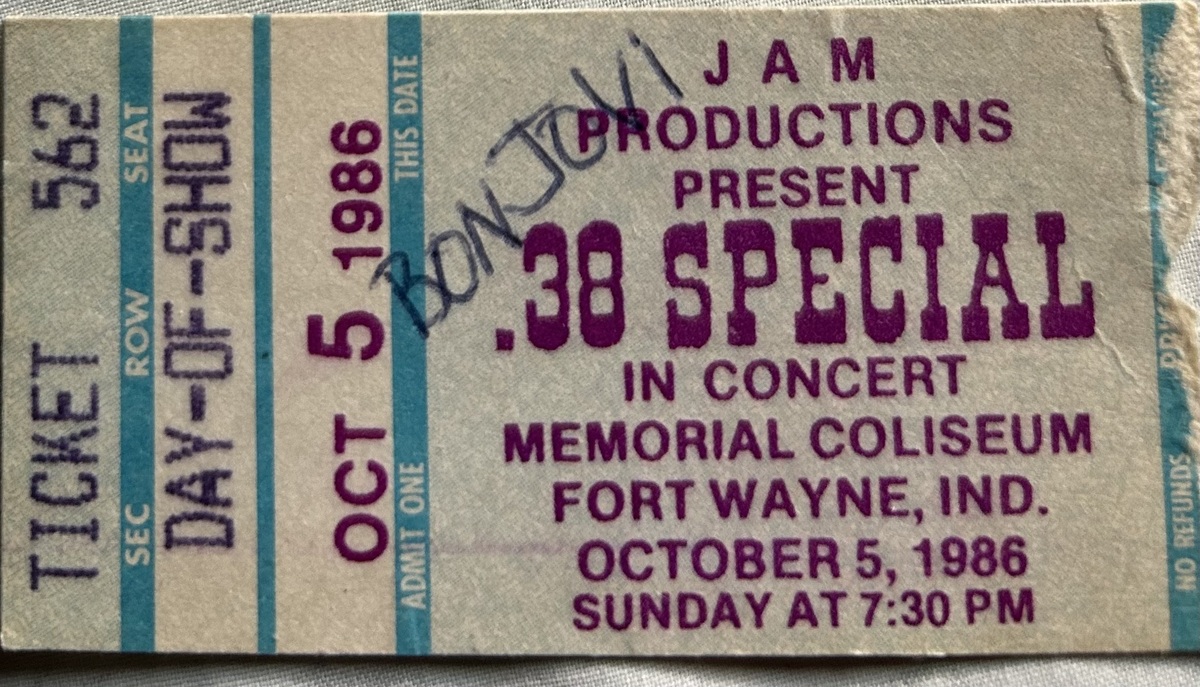 TICKET 562
SEC ROW SEAT
DAY-OF-SHOW
OCT 5 1986
ADMIT ONE THIS DATE
BON JOVI
JAM
PRODUCTIONS
PRESENT
.38 SPECIAL
IN CONCERT
MEMORIAL COLISEUM
FORT WAYNE, IND.
OCTOBER 5, 1986
SUNDAY AT 7:30 PM
NO REFUNDS